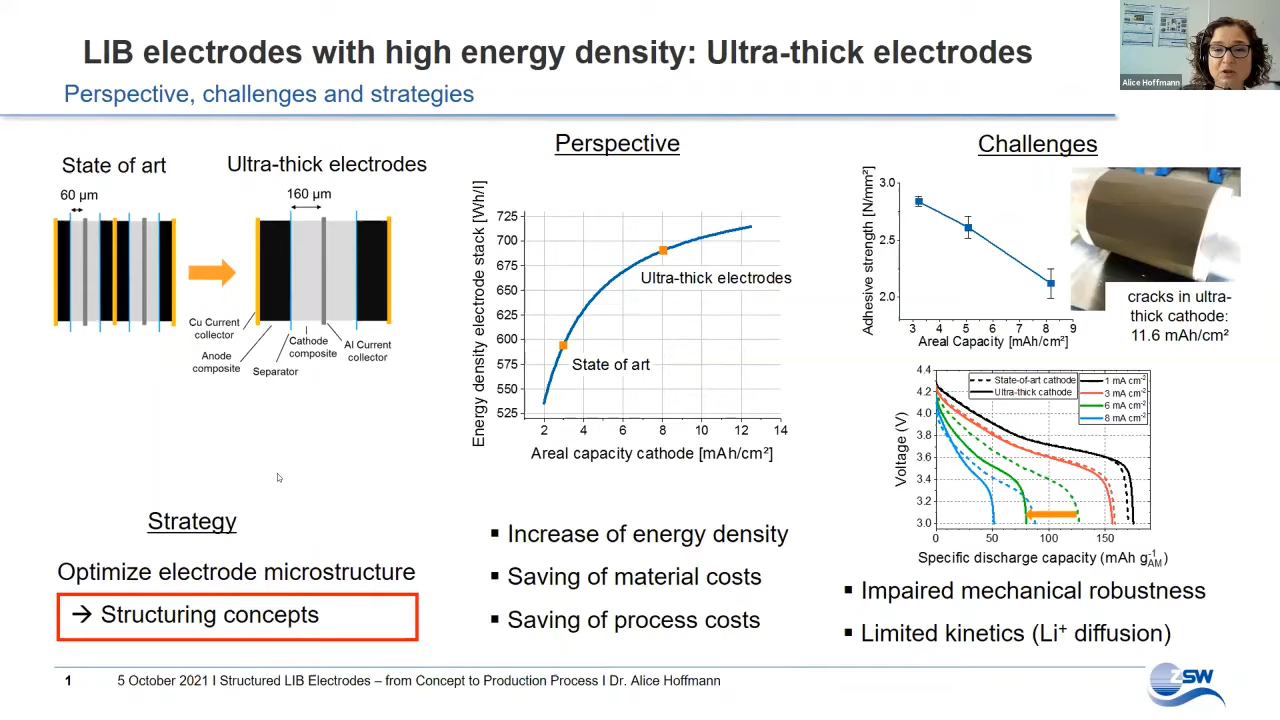 LIB electrodes with high energy density: Ultra-thick electrodes
Perspective, challenges and strategies
Alice Hoffmann
State of art
Ultra-thick electrodes
60 µm
160 µm
Cu Current
collector
Anode
composite
Separator
Cathode
composite
Al Current
collector
Strategy
Optimize electrode microstructure
→ Structuring concepts
Perspective
Energy density electrode stack [Wh/l]
725
700
675
650
625
600
575
550
525
Ultra-thick electrodes
State of art
2 4 6 8 10 12 14
Areal capacity cathode [mAh/cm²]
▪ Increase of energy density
▪ Saving of material costs
▪ Saving of process costs
Challenges
Adhesive strength [N/mm²]
3.0
2.5
2.0
3 4 5 6 7 8 9
Areal Capacity [mAh/cm²]
cracks in ultra-
thick cathode:
11.6 mAh/cm²
Voltage (V)
4.4
4.2
4.0
3.8
3.6
3.4
3.2
3.0
State-of-art cathode
Ultra-thick cathode
1 mA cm⁻²
3 mA cm⁻²
6 mA cm⁻²
8 mA cm⁻²
0 50 100 150
Specific discharge capacity (mAh g⁻¹AM)
▪ Impaired mechanical robustness
▪ Limited kinetics (Li⁺ diffusion)
1 5 October 2021 I Structured LIB Electrodes – from Concept to Production Process I Dr. Alice Hoffmann
ZSW